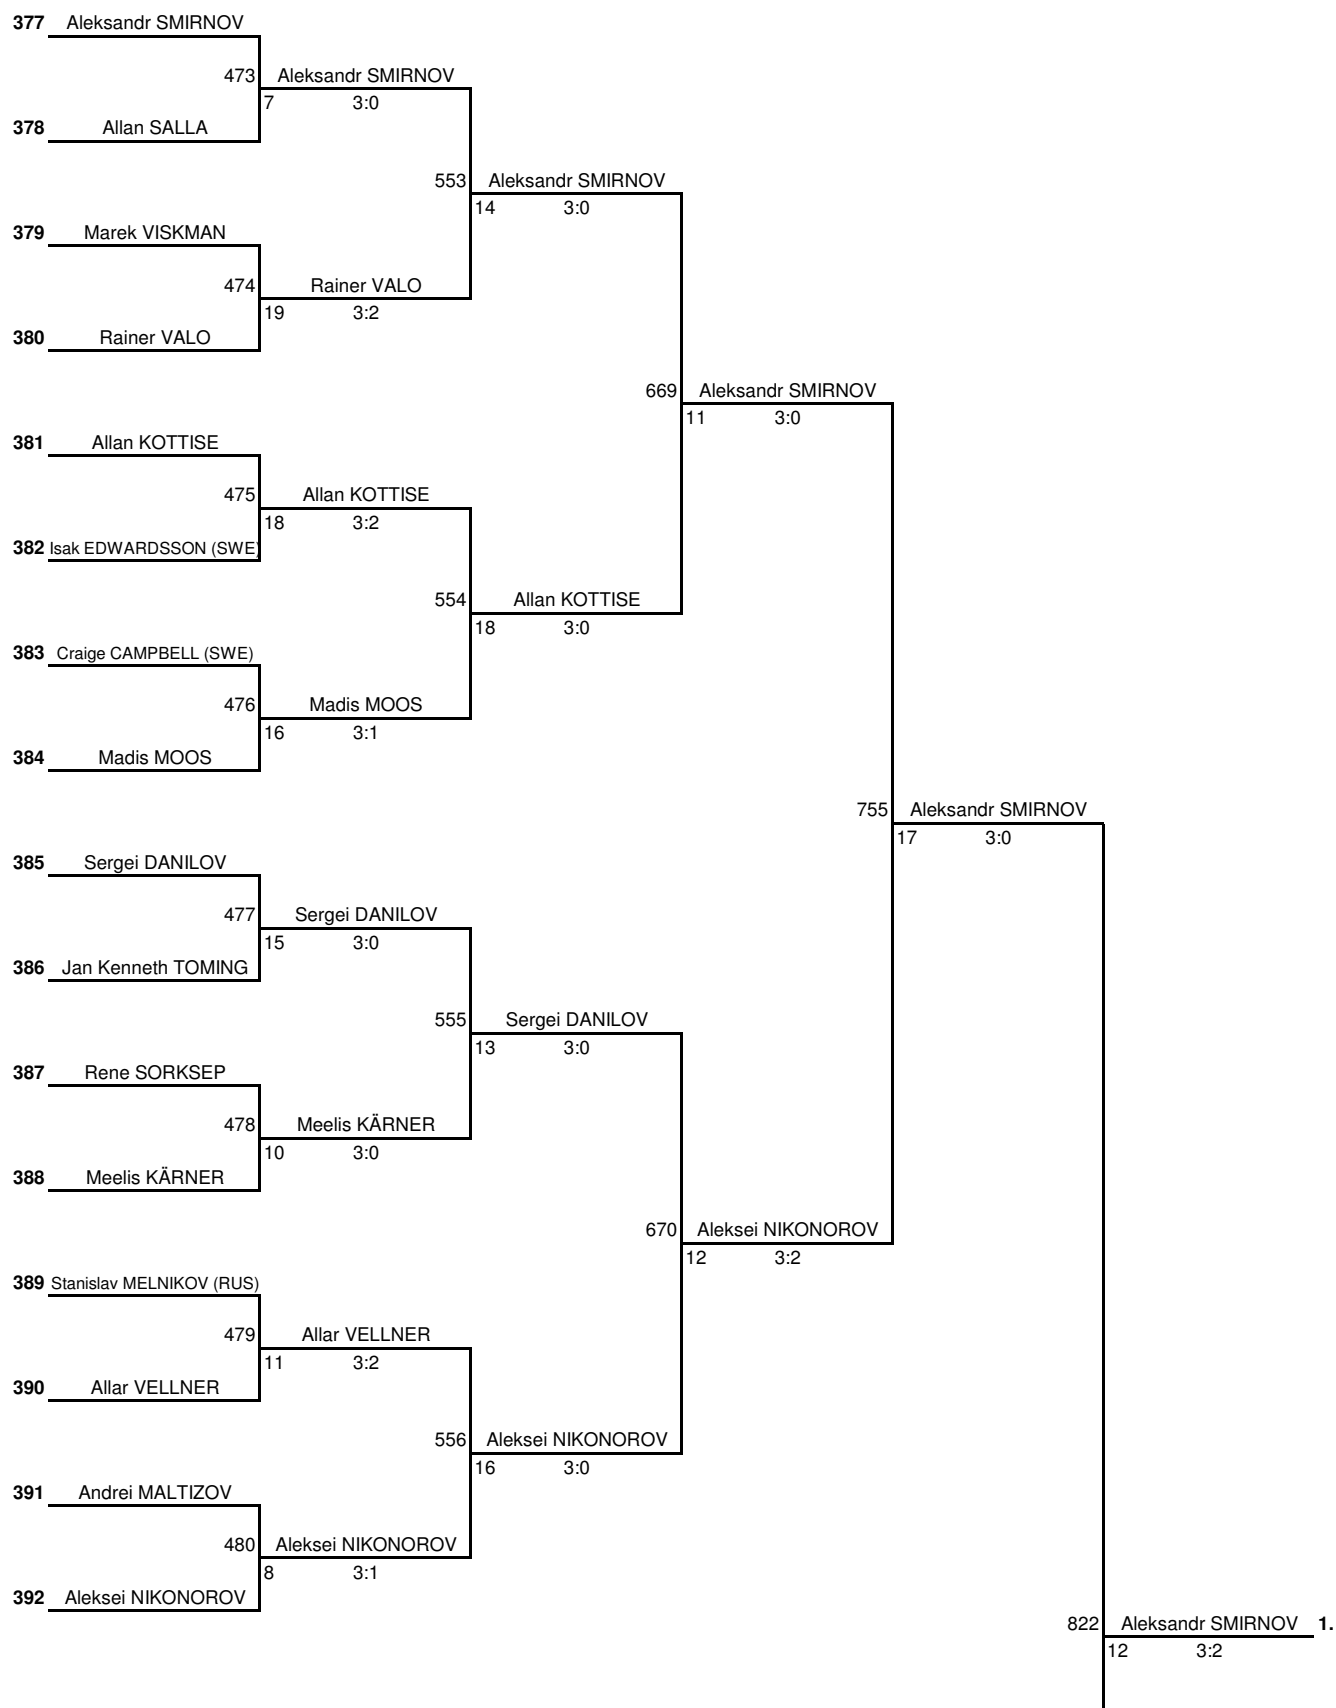 377 Aleksandr SMIRNOV
473 Aleksandr SMIRNOV
7 3:0
378 Allan SALLA
553 Aleksandr SMIRNOV
14 3:0
379 Marek VISKMAN
474 Rainer VALO
19 3:2
380 Rainer VALO
669 Aleksandr SMIRNOV
11 3:0
381 Allan KOTTISE
475 Allan KOTTISE
18 3:2
382 Isak EDWARDSSON (SWE)
554 Allan KOTTISE
18 3:0
383 Craige CAMPBELL (SWE)
476 Madis MOOS
16 3:1
384 Madis MOOS
755 Aleksandr SMIRNOV
17 3:0
385 Sergei DANILOV
477 Sergei DANILOV
15 3:0
386 Jan Kenneth TOMING
555 Sergei DANILOV
13 3:0
387 Rene SORKSEP
478 Meelis KÄRNER
10 3:0
388 Meelis KÄRNER
670 Aleksei NIKONOROV
12 3:2
389 Stanislav MELNIKOV (RUS)
479 Allar VELLNER
11 3:2
390 Allar VELLNER
556 Aleksei NIKONOROV
16 3:0
391 Andrei MALTIZOV
480 Aleksei NIKONOROV
8 3:1
392 Aleksei NIKONOROV
822 Aleksandr SMIRNOV 1.
12 3:2